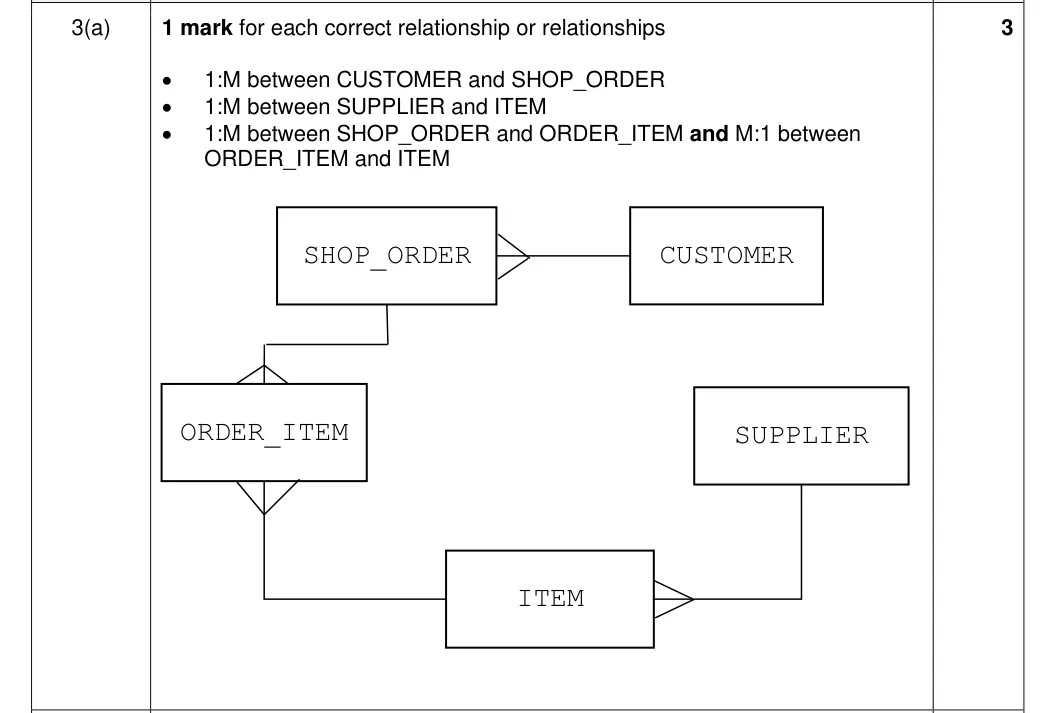 3(a) 1 mark for each correct relationship or relationships 3
• 1:M between CUSTOMER and SHOP_ORDER
• 1:M between SUPPLIER and ITEM
• 1:M between SHOP_ORDER and ORDER_ITEM and M:1 between
ORDER_ITEM and ITEM
SHOP_ORDER CUSTOMER
ORDER_ITEM SUPPLIER
ITEM